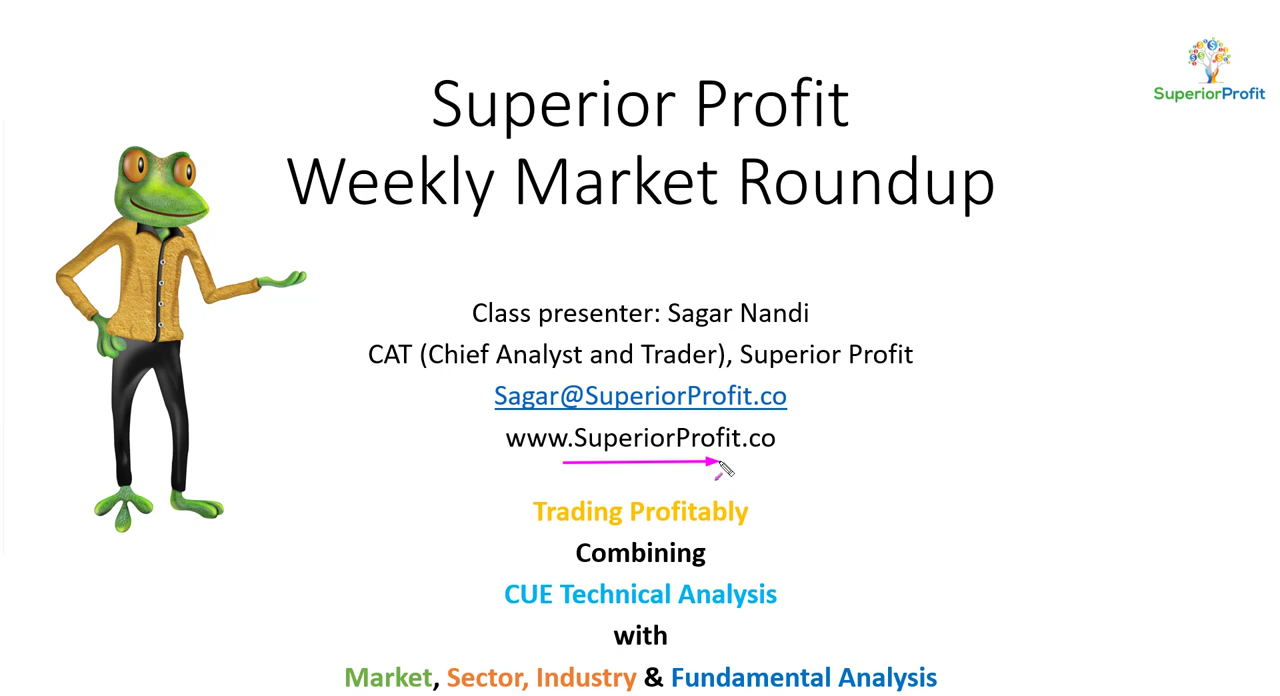 SuperiorProfit
Superior Profit
Weekly Market Roundup
Class presenter: Sagar Nandi
CAT (Chief Analyst and Trader), Superior Profit
Sagar@SuperiorProfit.co
www.SuperiorProfit.co
Trading Profitably
Combining
CUE Technical Analysis
with
Market, Sector, Industry & Fundamental Analysis